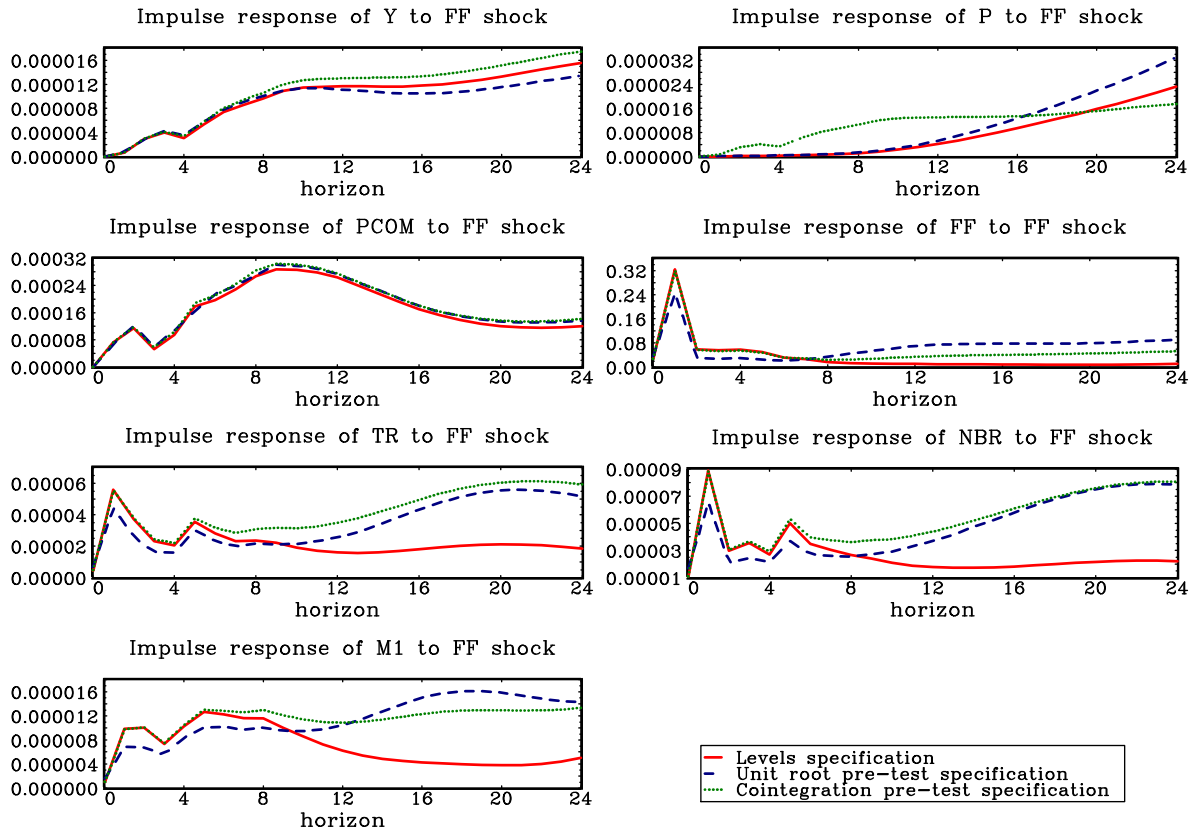 Impulse response of Y to FF shock
0.000016
0.000012
0.000008
0.000004
0.000000
0 4 8 12 16 20 24
horizon
Impulse response of P to FF shock
0.000032
0.000024
0.000016
0.000008
0.000000
0 4 8 12 16 20 24
horizon
Impulse response of PCOM to FF shock
0.00032
0.00024
0.00016
0.00008
0.00000
0 4 8 12 16 20 24
horizon
Impulse response of FF to FF shock
0.32
0.24
0.16
0.08
0.00
0 4 8 12 16 20 24
horizon
Impulse response of TR to FF shock
0.00006
0.00004
0.00002
0.00000
0 4 8 12 16 20 24
horizon
Impulse response of NBR to FF shock
0.00009
0.00007
0.00005
0.00003
0.00001
0 4 8 12 16 20 24
horizon
Impulse response of M1 to FF shock
0.000016
0.000012
0.000008
0.000004
0.000000
0 4 8 12 16 20 24
horizon
Levels specification
Unit root pre-test specification
Cointegration pre-test specification